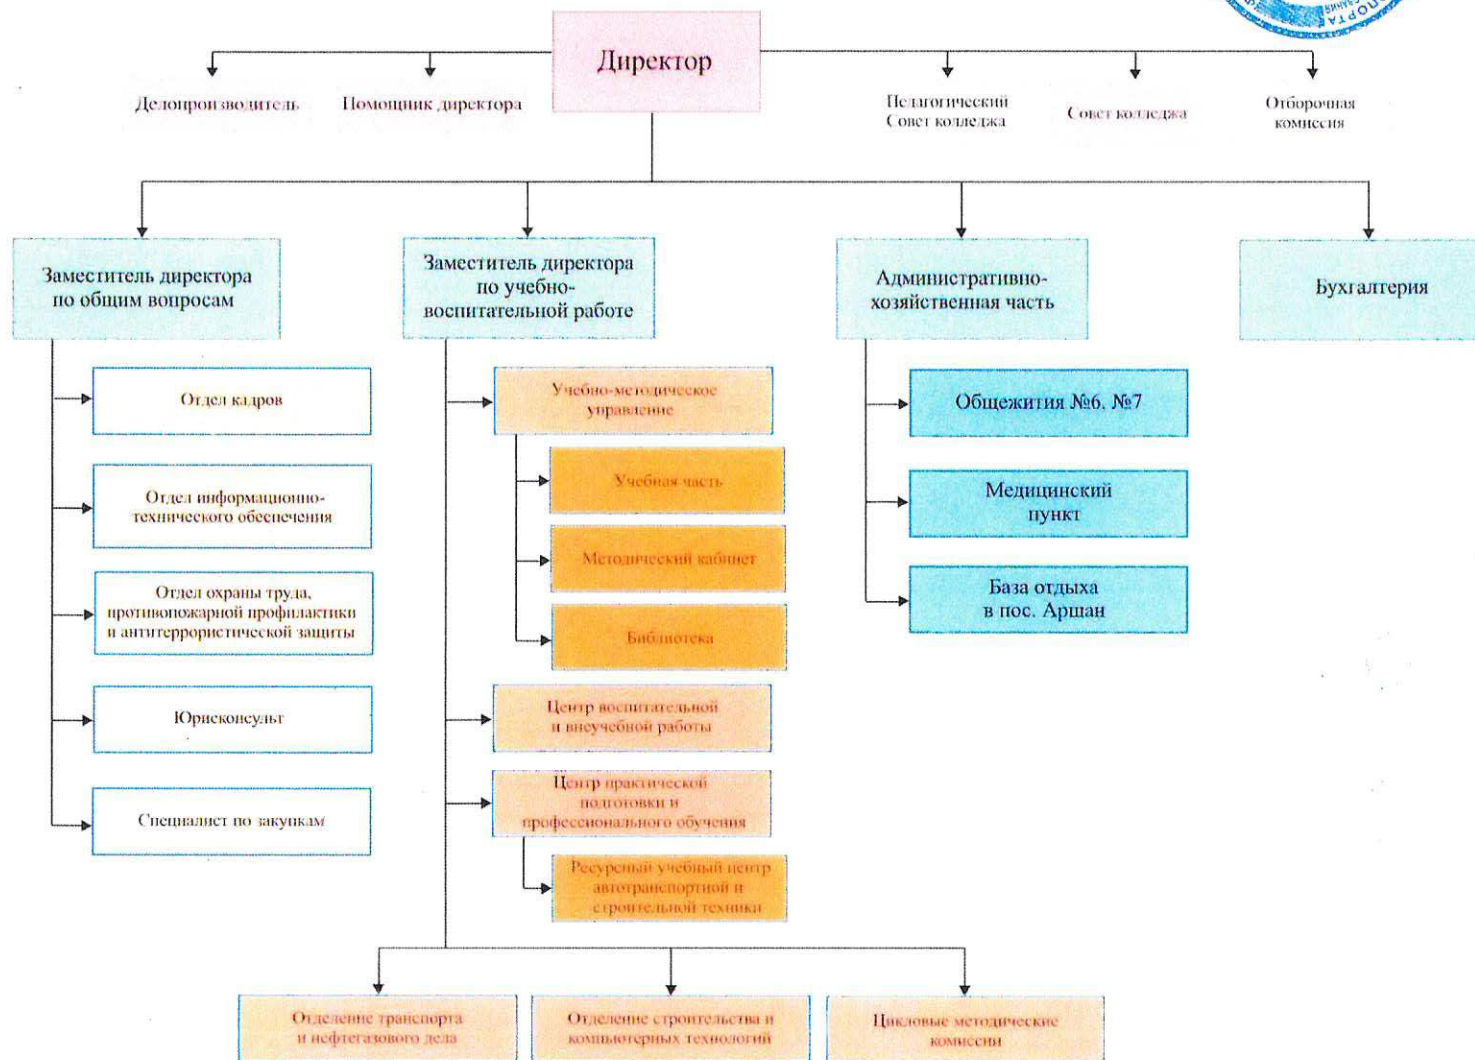 Директор
Делопроизводитель
Помощник директора
Педагогический
Совет колледжа
Совет колледжа
Отборочная
комиссия
Заместитель директора
по общим вопросам
Заместитель директора
по учебно-
воспитательной работе
Административно-
хозяйственная часть
Бухгалтерия
Отдел кадров
Отдел информационно-
технического обеспечения
Отдел охраны труда,
противопожарной профилактики
и антитеррористической защиты
Юрисконсульт
Специалист по закупкам
Учебно-методическое
управление
Учебная часть
Методический кабинет
Библиотека
Центр воспитательной
и внеучебной работы
Центр практической
подготовки и
профессионального обучения
Ресурсный учебный центр
автотранспортной и
строительной техники
Отделение транспорта
и нефтегазового дела
Отделение строительства и
компьютерных технологий
Цикловые методические
комиссии
Общежития №6, №7
Медицинский
пункт
База отдыха
в пос. Аршан